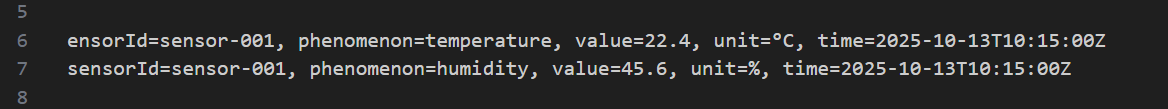 5
6 ensorId=sensor-001, phenomenon=temperature, value=22.4, unit=°C, time=2025-10-13T10:15:00Z
7 sensorId=sensor-001, phenomenon=humidity, value=45.6, unit=%, time=2025-10-13T10:15:00Z
8